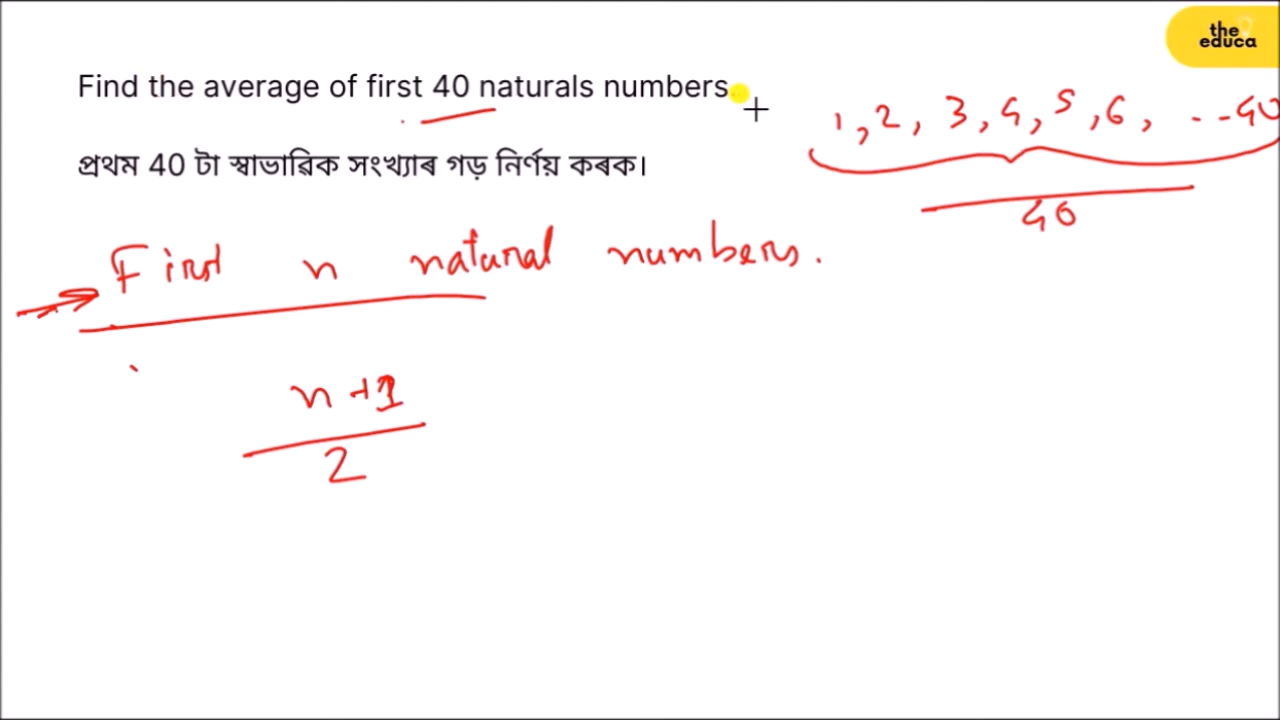 the
educa
Find the average of first 40 naturals numbers.
প্ৰথম 40 টা স্বাভাৱিক সংখ্যাৰ গড় নিৰ্ণয় কৰক।
1, 2, 3, 4, 5, 6, ...40
40
First n natural numbers.
n+1
2